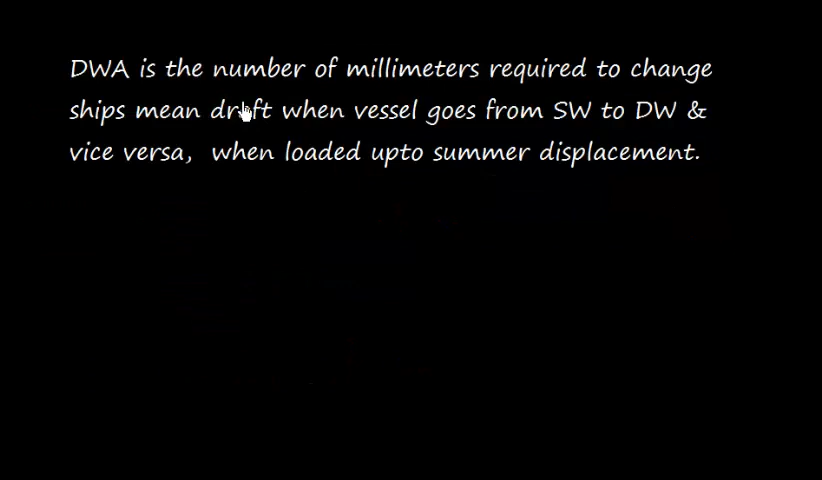 DWA is the number of millimeters required to change
ships mean draft when vessel goes from SW to DW &
vice versa, when loaded upto summer displacement.